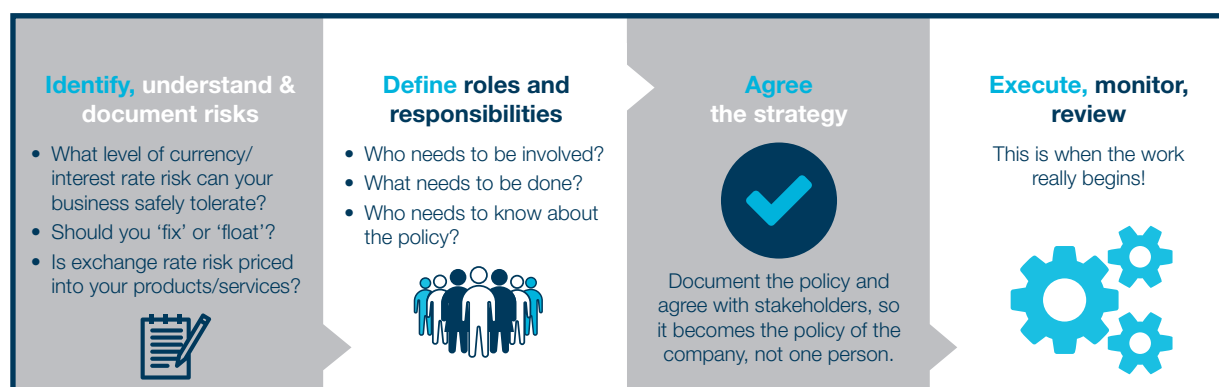 Identify, understand &
document risks
• What level of currency/
interest rate risk can your
business safely tolerate?
• Should you ‘fix’ or ‘float’?
• Is exchange rate risk priced
into your products/services?
Define roles and
responsibilities
• Who needs to be involved?
• What needs to be done?
• Who needs to know about
the policy?
Agree
the strategy
Document the policy and
agree with stakeholders, so
it becomes the policy of the
company, not one person.
Execute, monitor,
review
This is when the work
really begins!